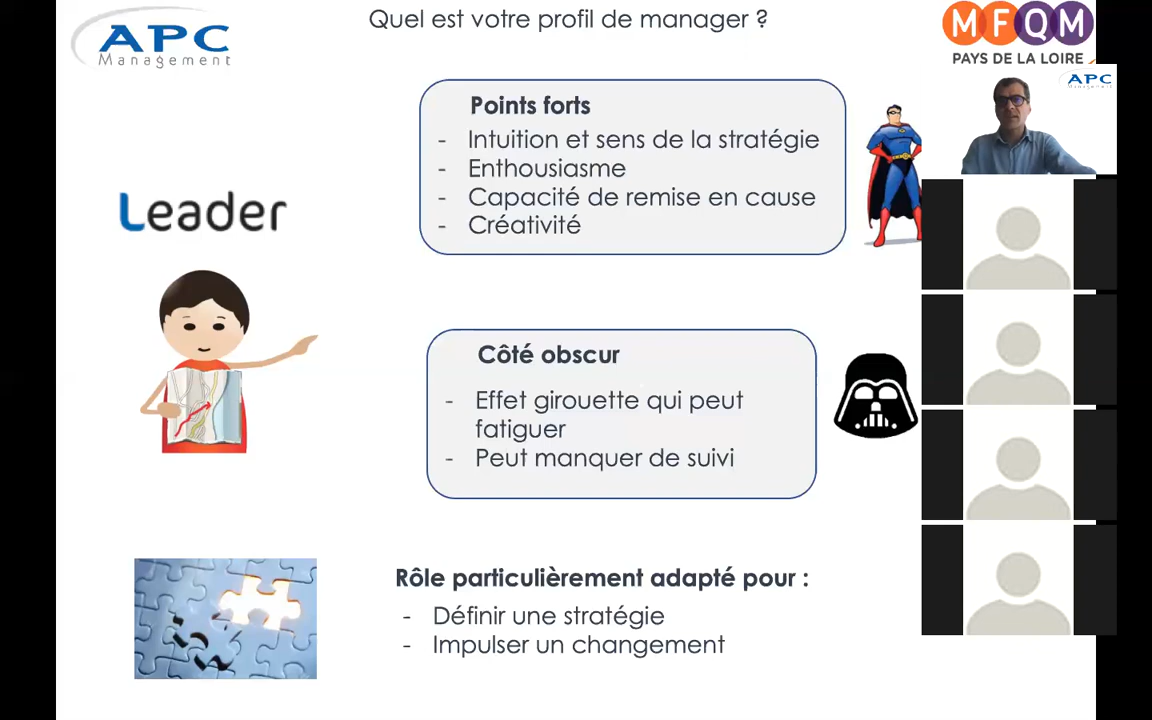 Quel est votre profil de manager ?
APC
Management
MFQM
PAYS DE LA LOIRE
APC
Management
Points forts
- Intuition et sens de la stratégie
- Enthousiasme
- Capacité de remise en cause
- Créativité
Leader
Côté obscur
- Effet girouette qui peut
fatiguer
- Peut manquer de suivi
Rôle particulièrement adapté pour :
- Définir une stratégie
- Impulser un changement